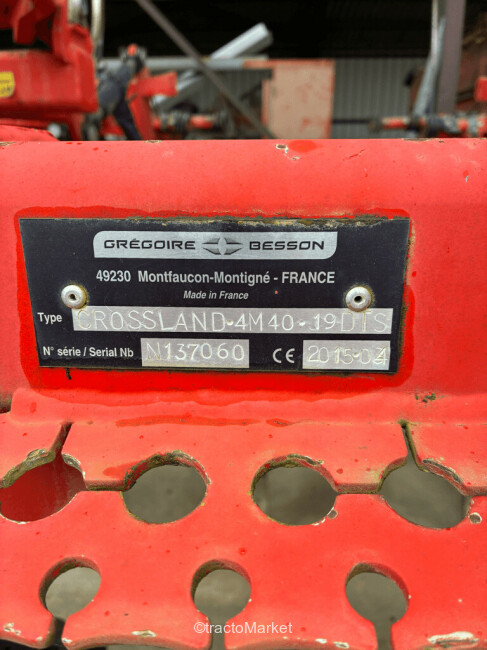 GRÉGOIRE BESSON
49230 Montfaucon-Montigné - FRANCE
Made in France
Type CROSSLAND-4M40-19DTS
N° série / Serial Nb N137060 CE 2015-04
©tractoMarket